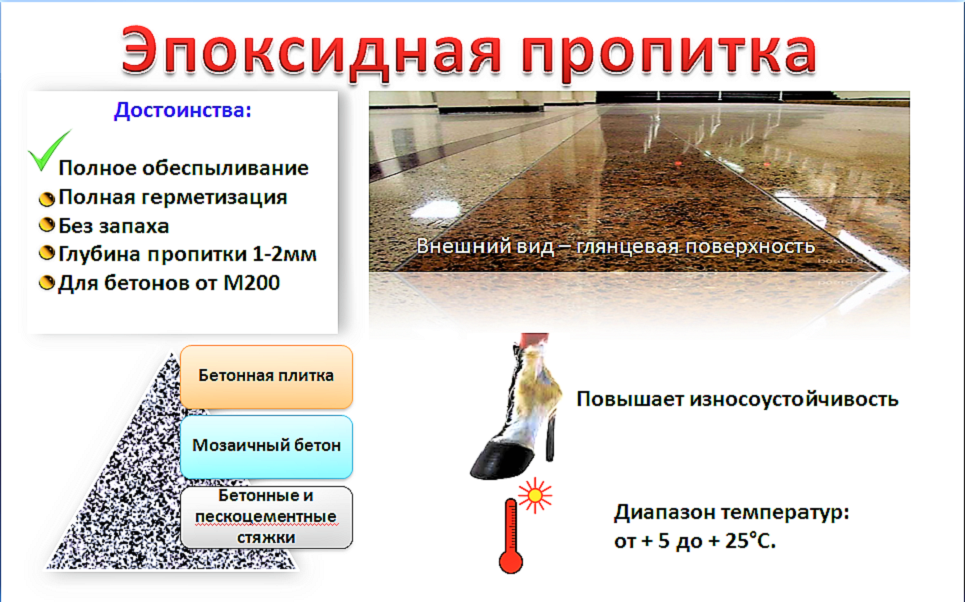 Эпоксидная пропитка
Достоинства:
Полное обеспыливание
Полная герметизация
Без запаха
Глубина пропитки 1-2мм
Для бетонов от М200
Внешний вид – глянцевая поверхность
Бетонная плитка
Мозаичный бетон
Бетонные и
пескоцементные
стяжки
Повышает износоустойчивость
Диапазон температур:
от + 5 до + 25°С.